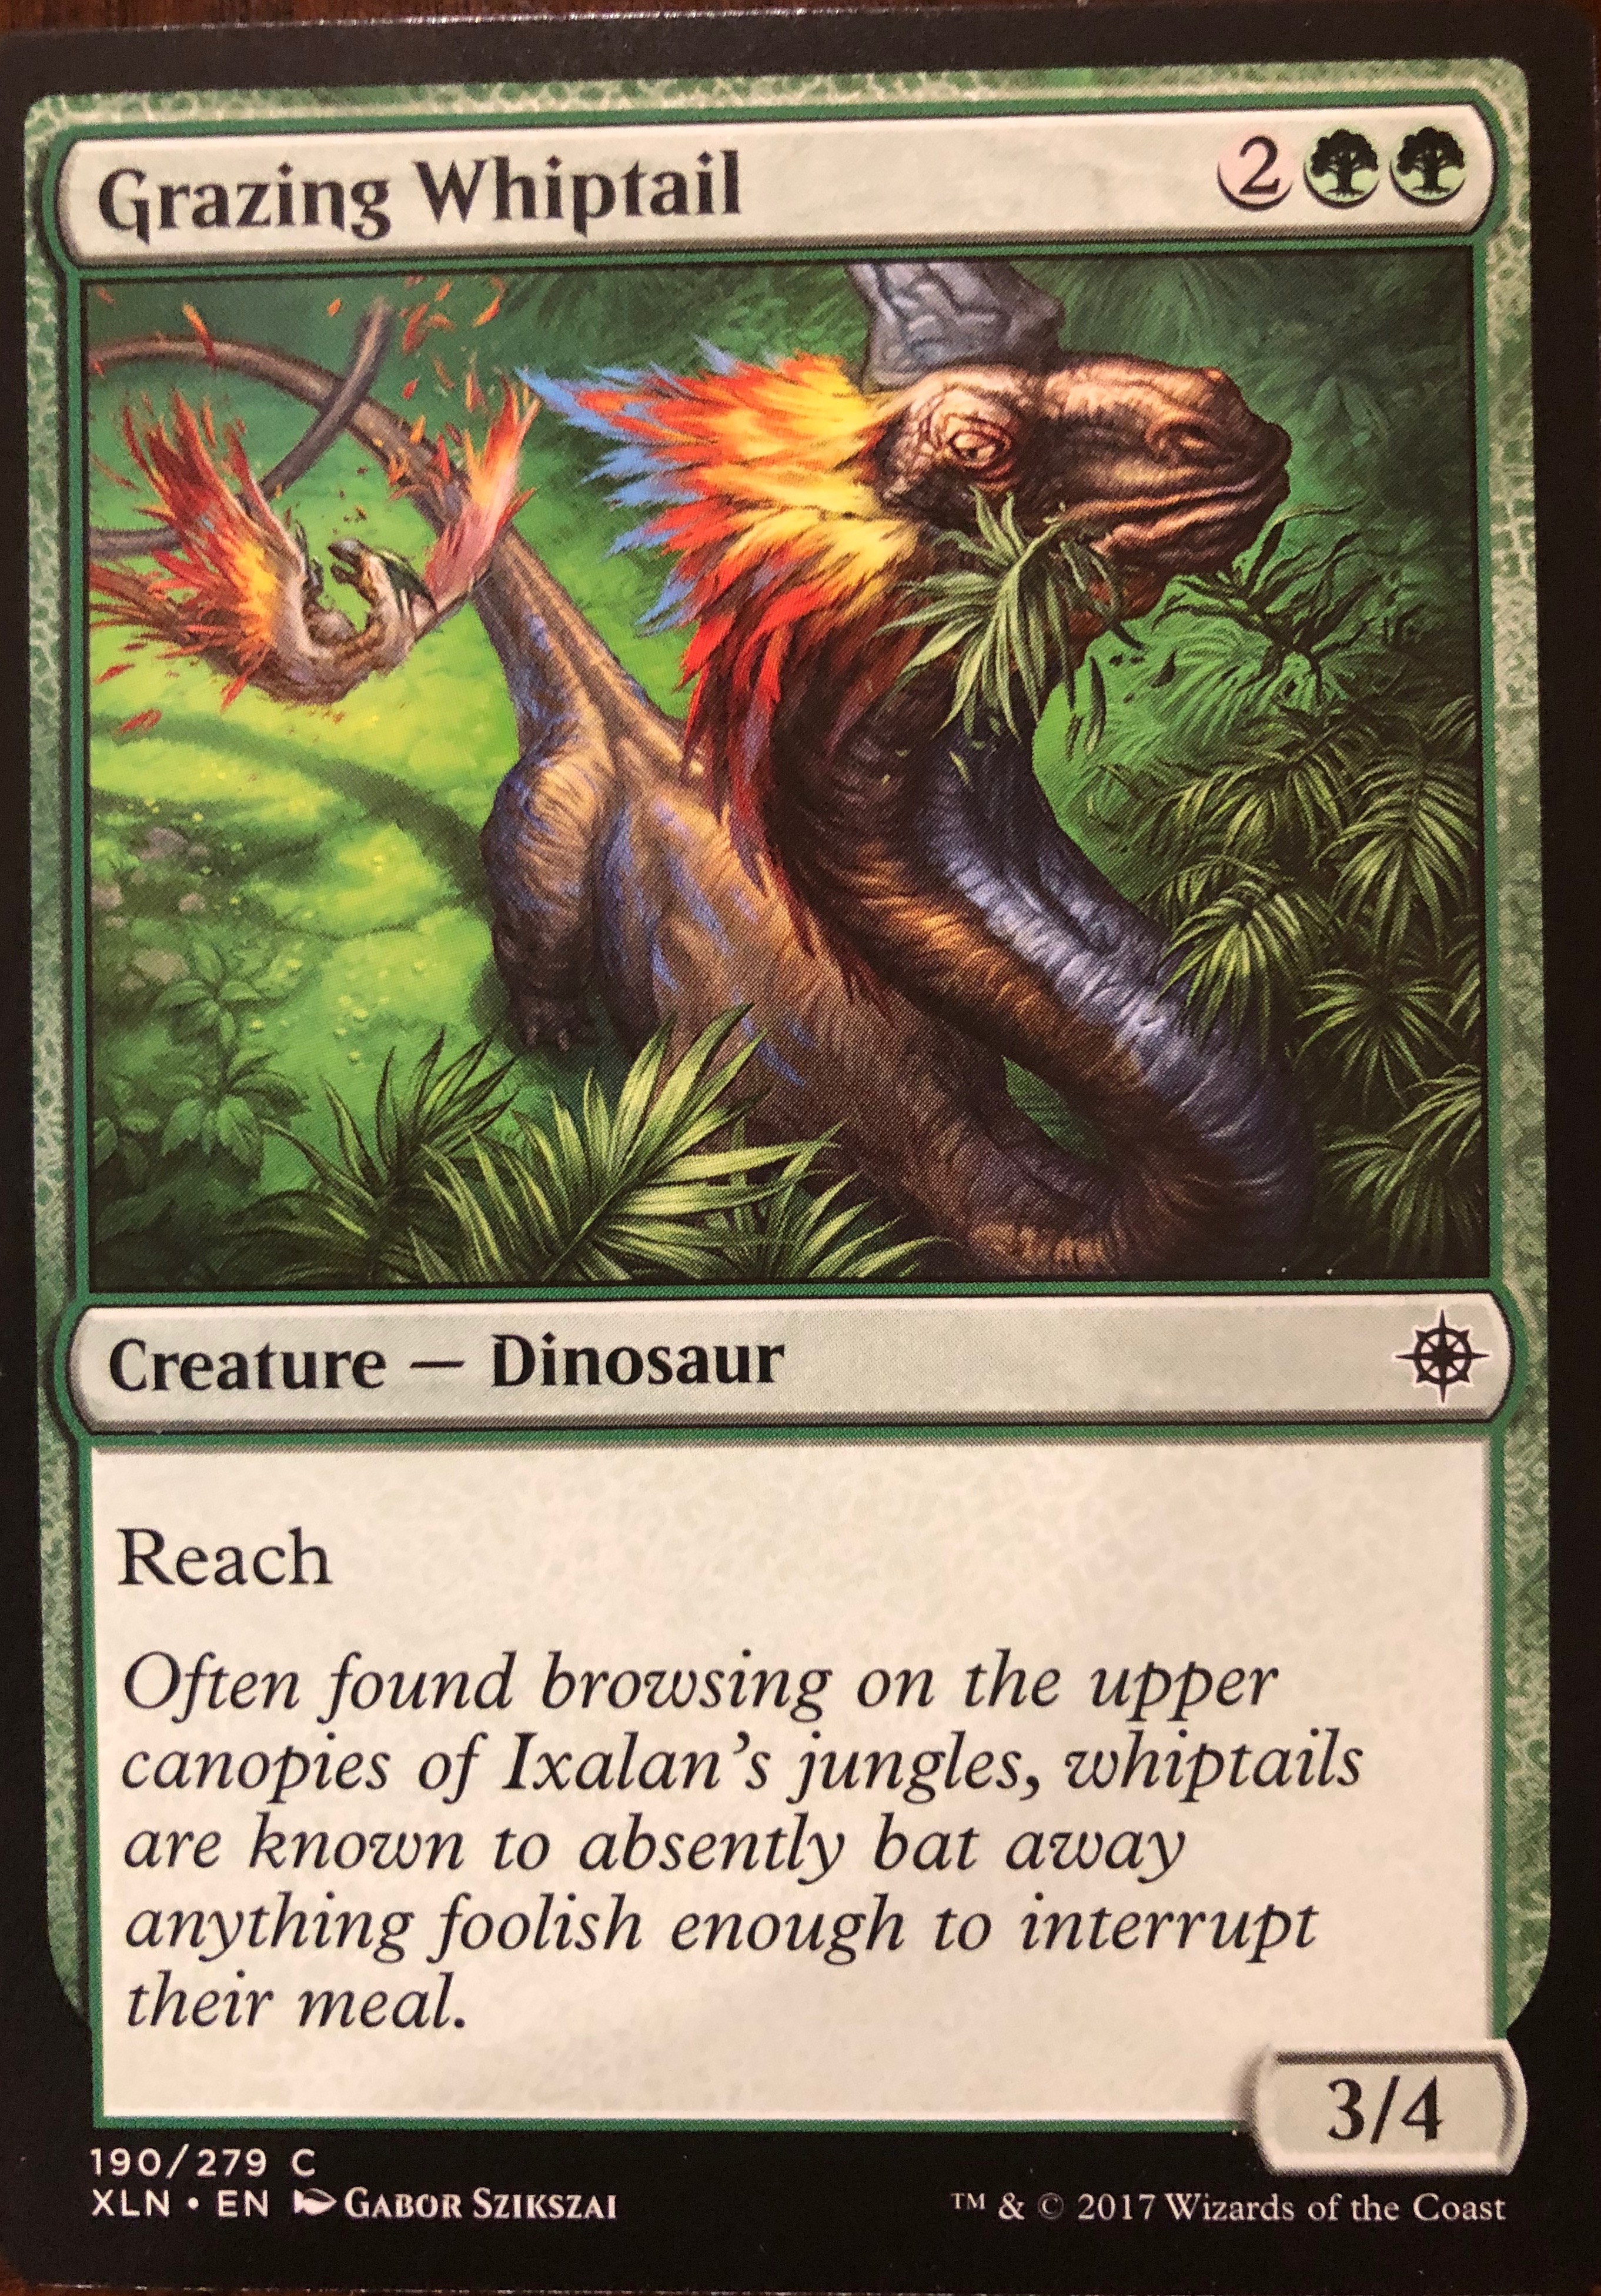 Grazing Whiptail 2
Creature — Dinosaur
Reach
Often found browsing on the upper
canopies of Ixalan's jungles, whiptails
are known to absently bat away
anything foolish enough to interrupt
their meal.
3/4
190/279 C
XLN • EN GABOR SZIKSZAI
™ & © 2017 Wizards of the Coast